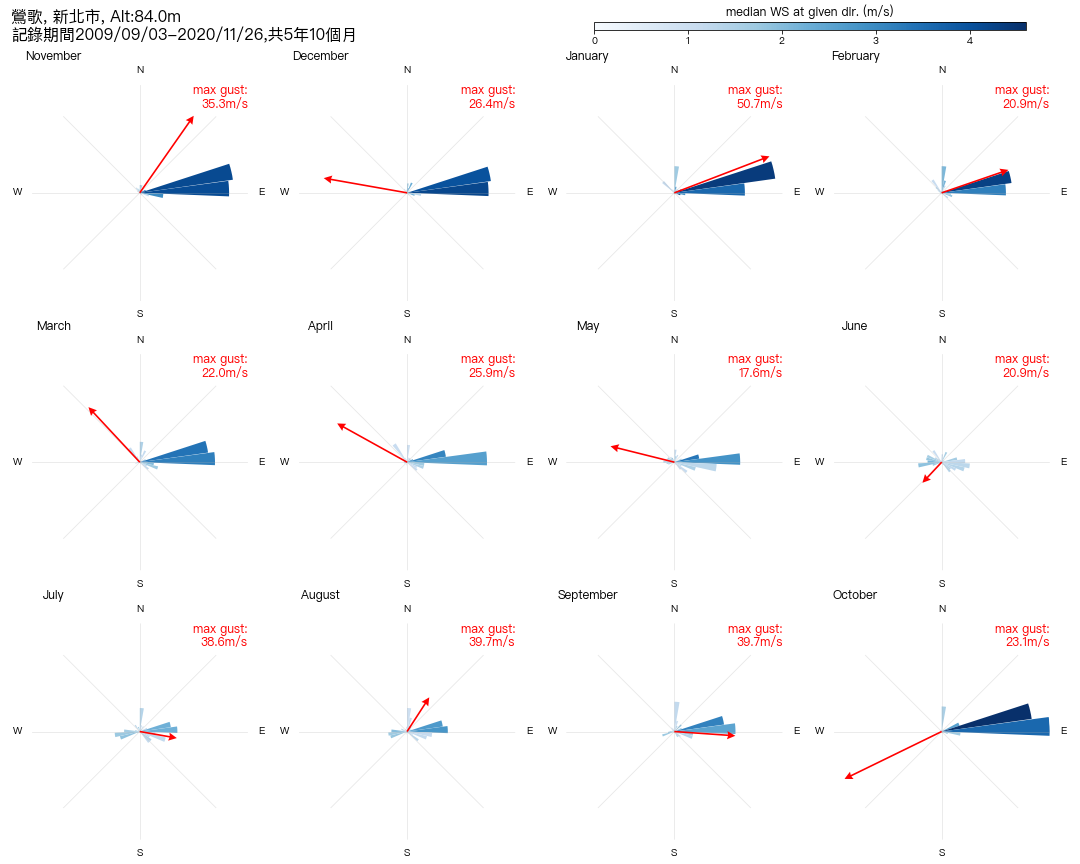 鶯歌, 新北市, Alt:84.0m
記錄期間2009/09/03-2020/11/26,共5年10個月
median WS at given dir. (m/s)
0 1 2 3 4
November
N
max gust:
35.3m/s
W E
S
December
N
max gust:
26.4m/s
W E
January
N
max gust:
50.7m/s
W E
S
February
N
max gust:
20.9m/s
W E
S
March
N
max gust:
22.0m/s
W E
S
April
N
max gust:
25.9m/s
W E
S
May
N
max gust:
17.6m/s
W E
S
June
N
max gust:
20.9m/s
W E
S
July
N
max gust:
38.6m/s
W E
S
August
N
max gust:
39.7m/s
W E
S
September
N
max gust:
39.7m/s
W E
S
October
N
max gust:
23.1m/s
W E
S